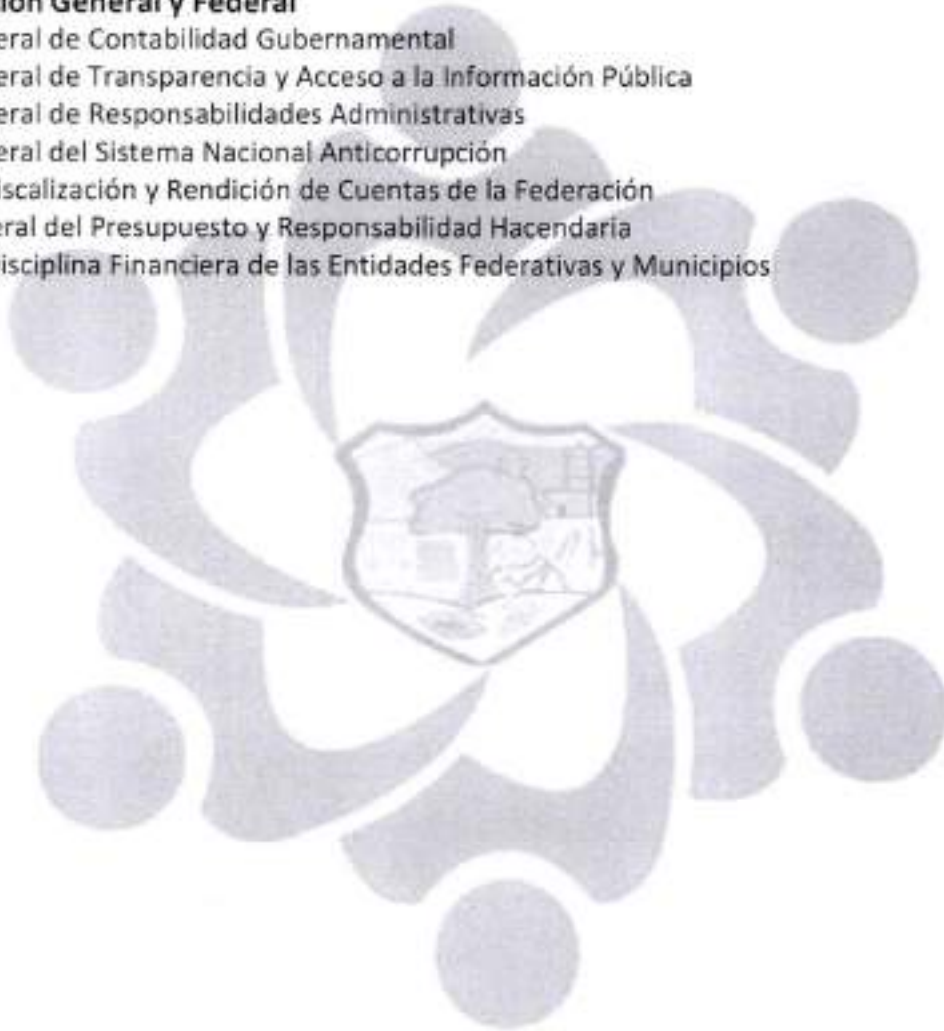 ión General y Federal
eral de Contabilidad Gubernamental
eral de Transparencia y Acceso a la Información Pública
eral de Responsabilidades Administrativas
eral del Sistema Nacional Anticorrupción
iscalización y Rendición de Cuentas de la Federación
eral del Presupuesto y Responsabilidad Hacendaria
Disciplina Financiera de las Entidades Federativas y Municipios